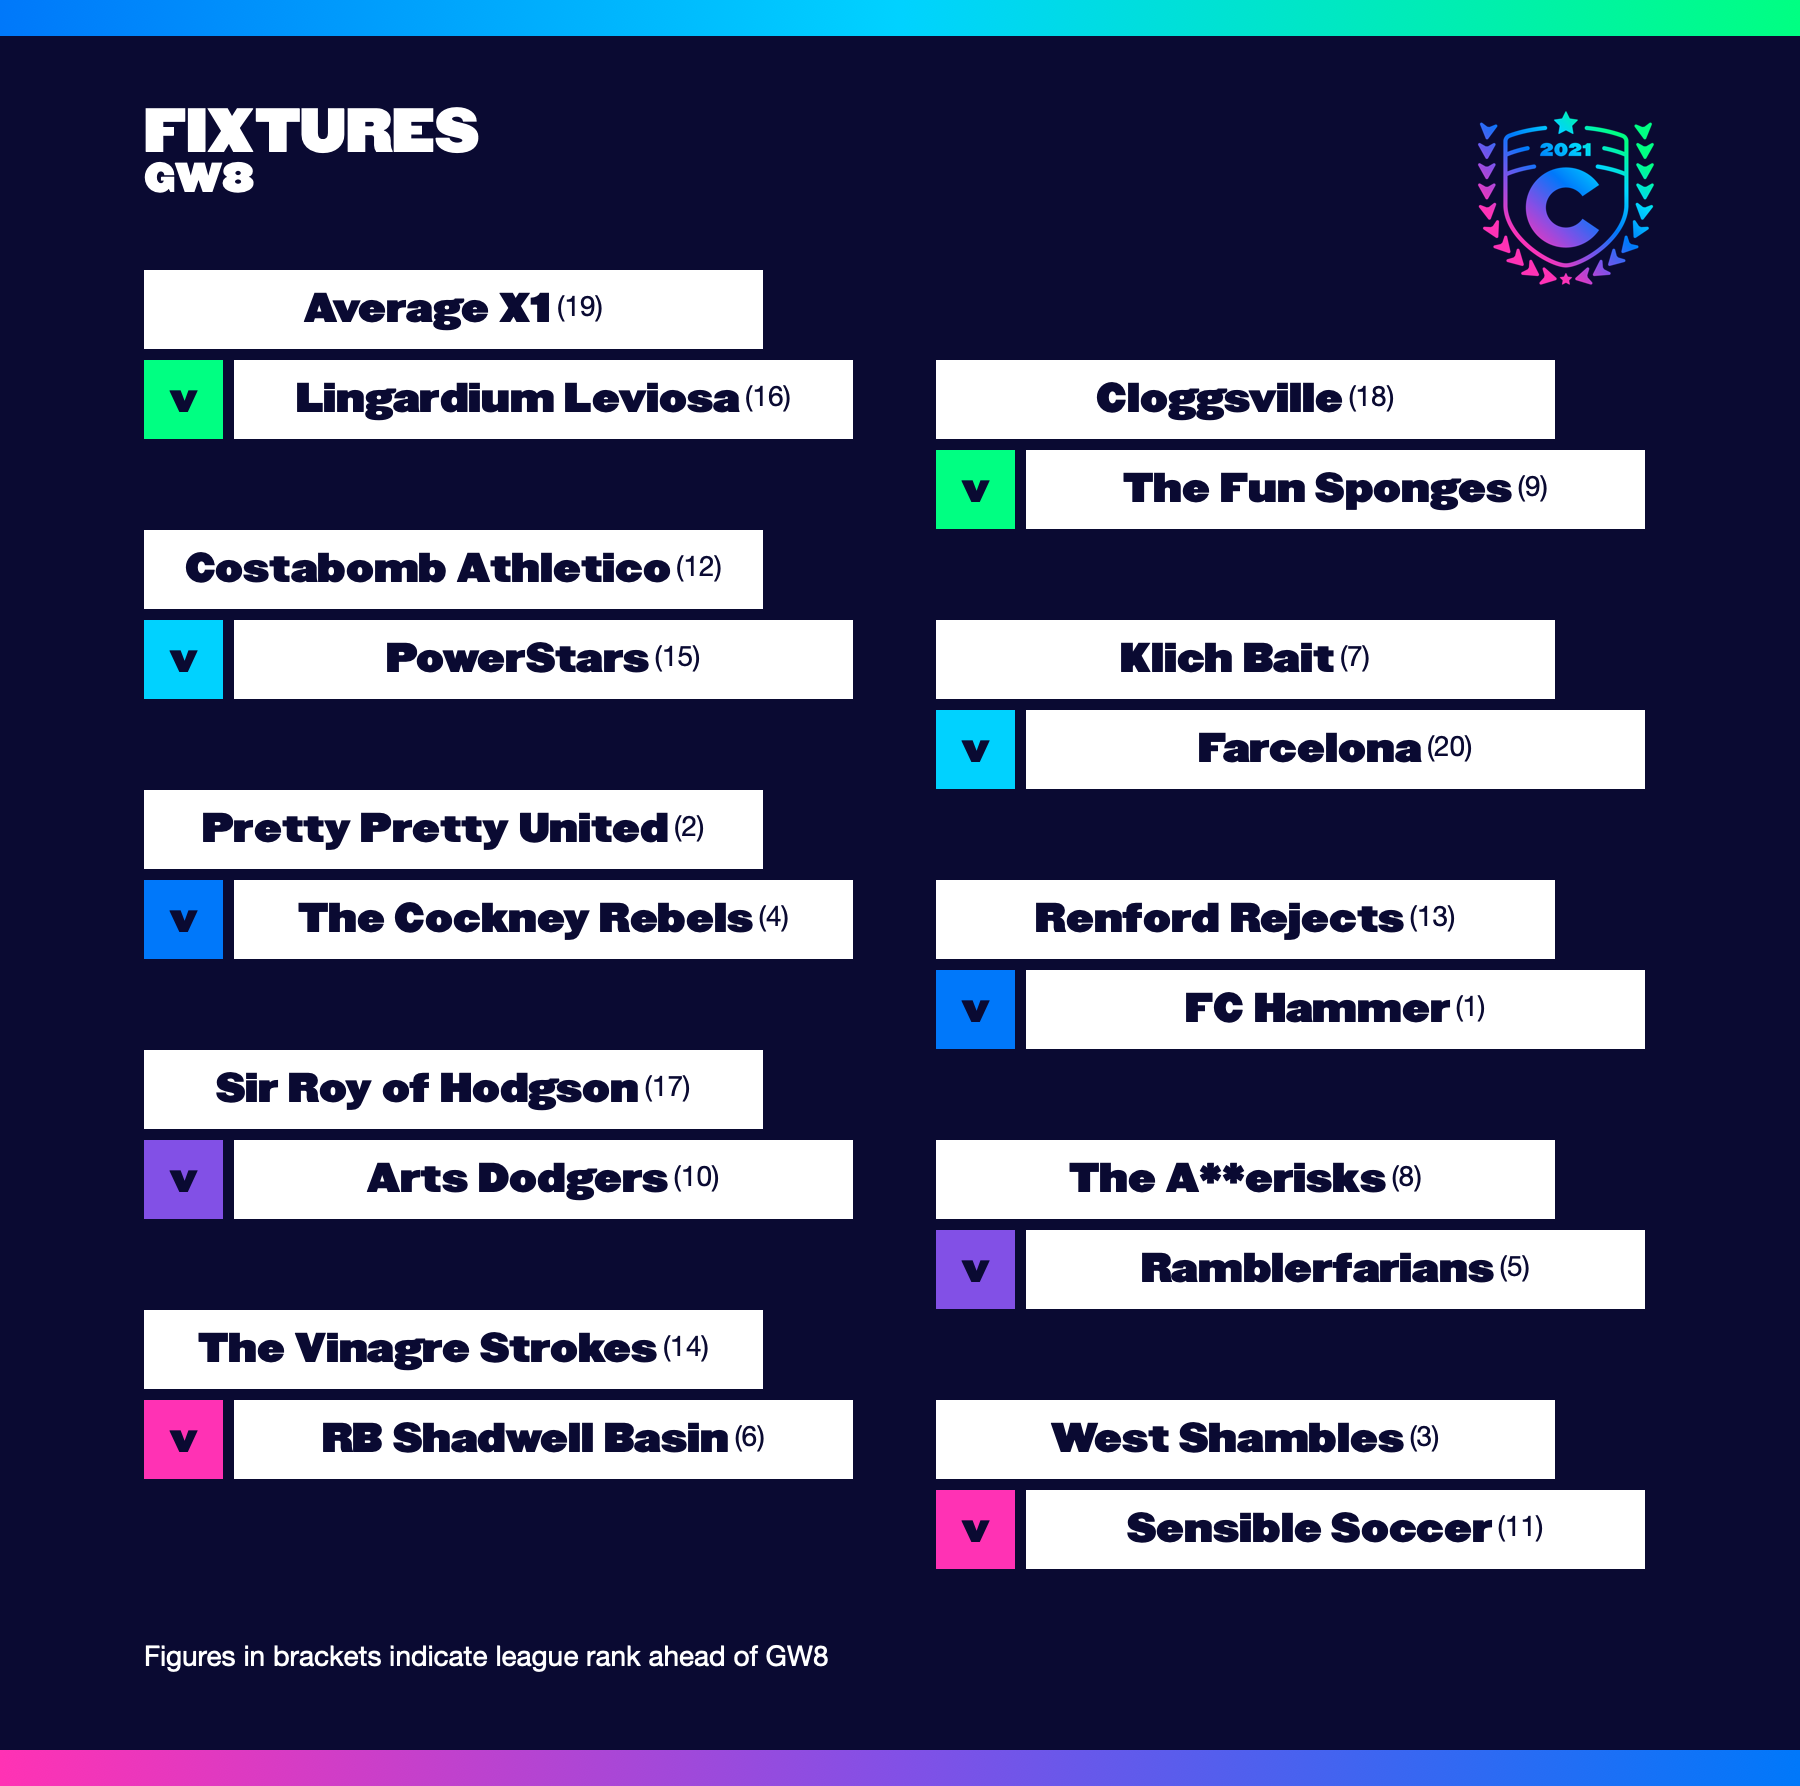 FIXTURES
GW8
2021
C
Average X1 (19)
v Lingardium Leviosa (16)
Cloggsville (18)
v The Fun Sponges (9)
Costabomb Athletico (12)
v PowerStars (15)
Klich Bait (7)
v Farcelona (20)
Pretty Pretty United (2)
v The Cockney Rebels (4)
Renford Rejects (13)
v FC Hammer (1)
Sir Roy of Hodgson (17)
v Arts Dodgers (10)
The A**erisks (8)
v Ramblerfarians (5)
The Vinagre Strokes (14)
v RB Shadwell Basin (6)
West Shambles (3)
v Sensible Soccer (11)
Figures in brackets indicate league rank ahead of GW8